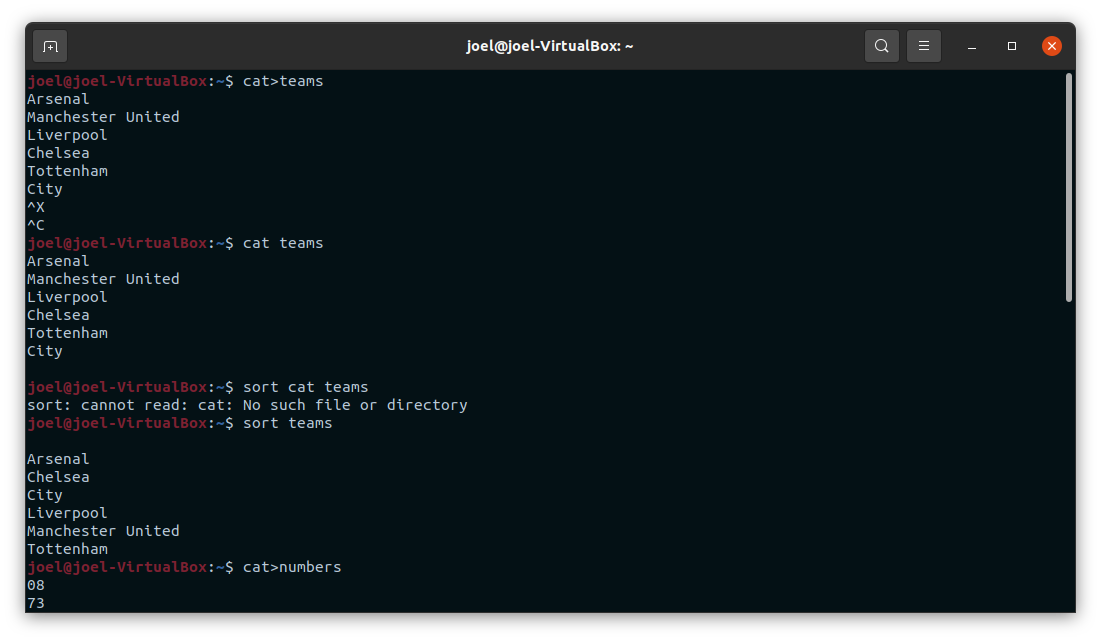 joel@joel-VirtualBox: ~
joel@joel-VirtualBox:~$ cat>teams
Arsenal
Manchester United
Liverpool
Chelsea
Tottenham
City
^X
^C
joel@joel-VirtualBox:~$ cat teams
Arsenal
Manchester United
Liverpool
Chelsea
Tottenham
City
joel@joel-VirtualBox:~$ sort cat teams
sort: cannot read: cat: No such file or directory
joel@joel-VirtualBox:~$ sort teams
Arsenal
Chelsea
City
Liverpool
Manchester United
Tottenham
joel@joel-VirtualBox:~$ cat>numbers
08
73